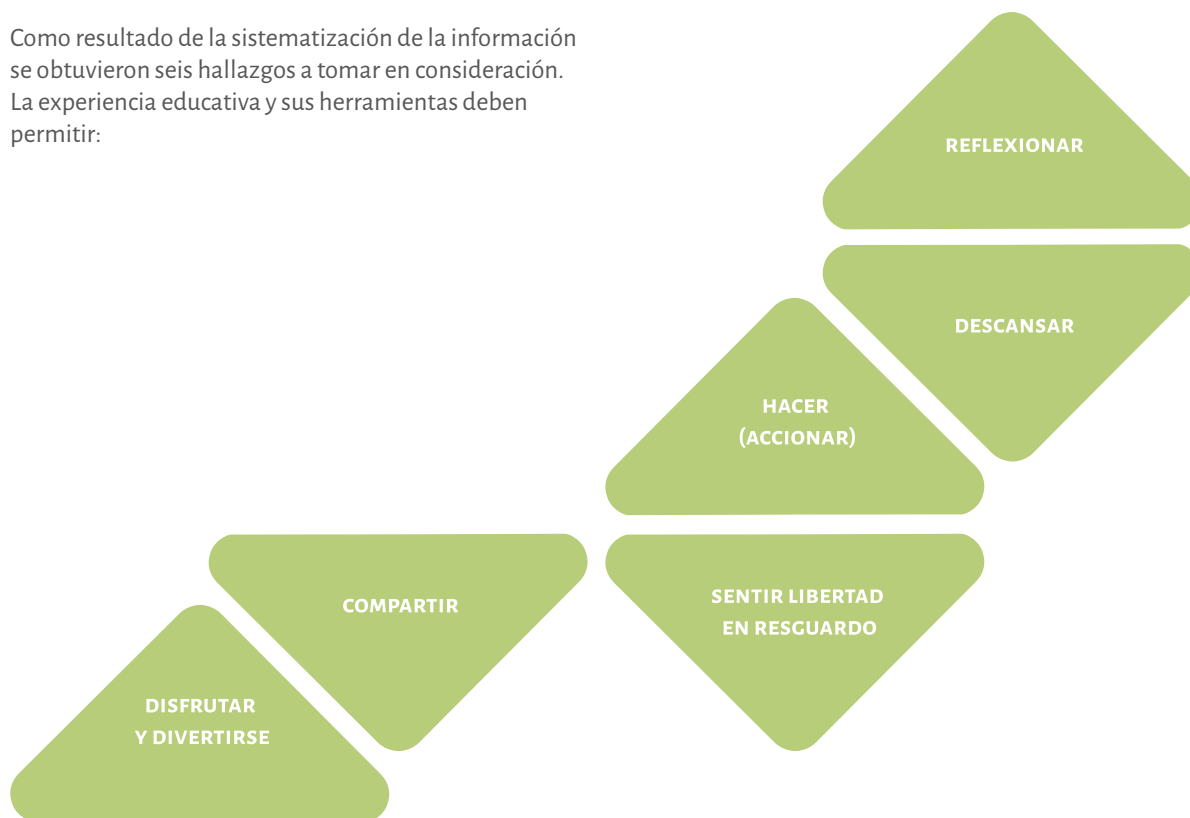 Como resultado de la sistematización de la información
se obtuvieron seis hallazgos a tomar en consideración.
La experiencia educativa y sus herramientas deben
permitir:
REFLEXIONAR
DESCANSAR
HACER
(ACCIONAR)
SENTIR LIBERTAD
EN RESGUARDO
COMPARTIR
DISFRUTAR
Y DIVERTIRSE